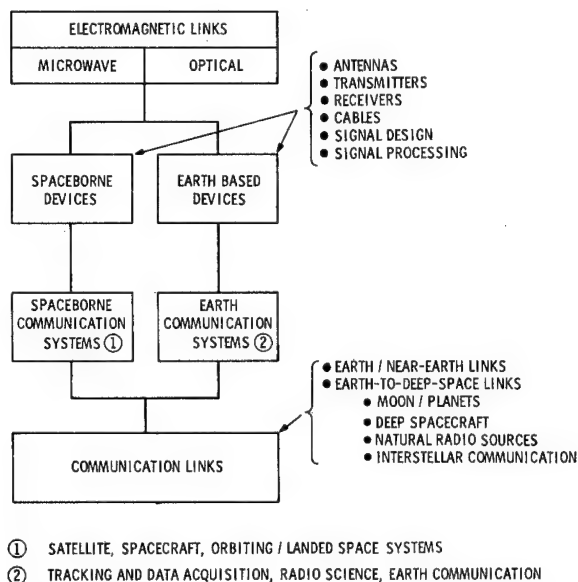 ELECTROMAGNETIC LINKS
MICROWAVE
OPTICAL
● ANTENNAS
● TRANSMITTERS
● RECEIVERS
● CABLES
● SIGNAL DESIGN
● SIGNAL PROCESSING
SPACEBORNE
DEVICES
EARTH BASED
DEVICES
SPACEBORNE
COMMUNICATION
SYSTEMS ①
EARTH
COMMUNICATION
SYSTEMS ②
● EARTH / NEAR-EARTH LINKS
● EARTH-TO-DEEP-SPACE LINKS
● MOON / PLANETS
● DEEP SPACECRAFT
● NATURAL RADIO SOURCES
● INTERSTELLAR COMMUNICATION
COMMUNICATION LINKS
① SATELLITE, SPACECRAFT, ORBITING / LANDED SPACE SYSTEMS
② TRACKING AND DATA ACQUISITION, RADIO SCIENCE, EARTH COMMUNICATION